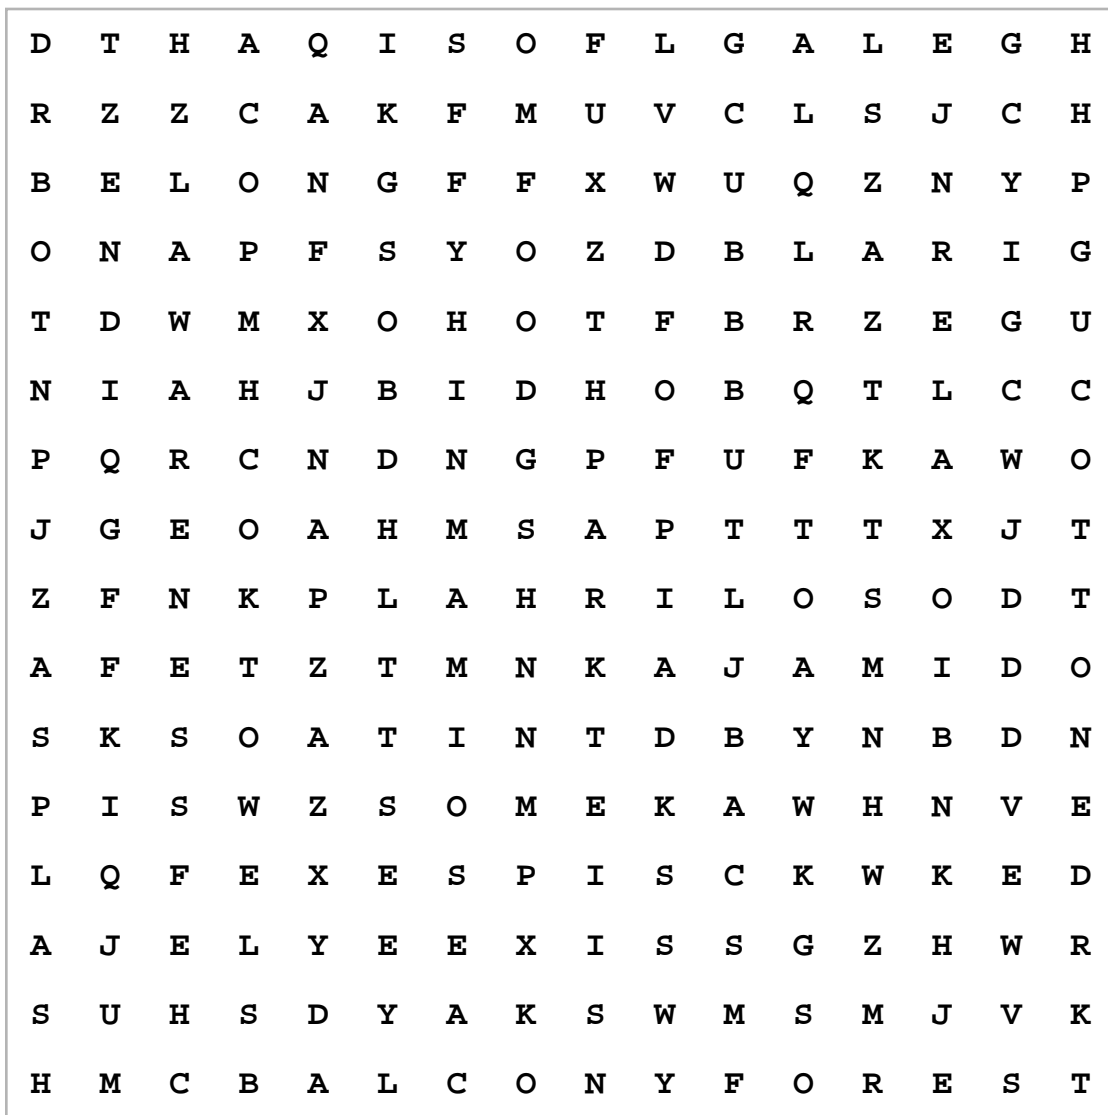 D T H A Q I S O F L G A L E G H
R Z Z C A K F M U V C L S J C H
B E L O N G F F X W U Q Z N Y P
O N A P F S Y O Z D B L A R I G
T D W M X O H O T F B R Z E G U
N I A H J B I D H O B Q T L C C
P Q R C N D N G P F U F K A W O
J G E O A H M S A P T T T X J T
Z F N K P L A H R I L O S O D T
A F E T Z T M N K A J A M I D O
S K S O A T I N T D B Y N B D N
P I S W Z S O M E K A W H N V E
L Q F E X E S P I S C K W K E D
A J E L Y E E X I S S G Z H W R
S U H S D Y A K S W M S M J V K
H M C B A L C O N Y F O R E S T